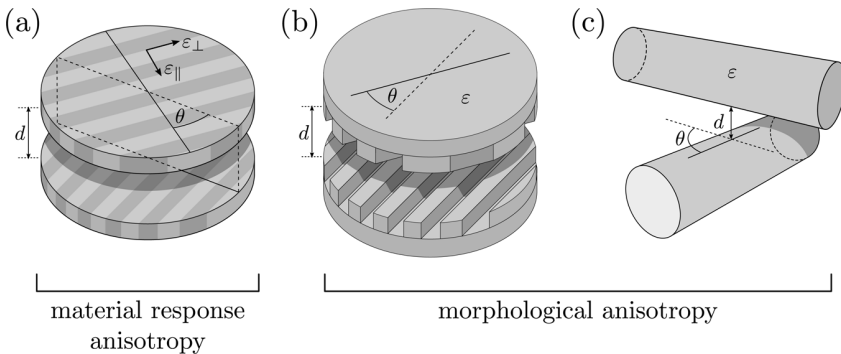 (a)
ε⊥
ε∥
θ
d
(b)
θ
ε
d
(c)
ε
d
θ
material response
anisotropy
morphological anisotropy